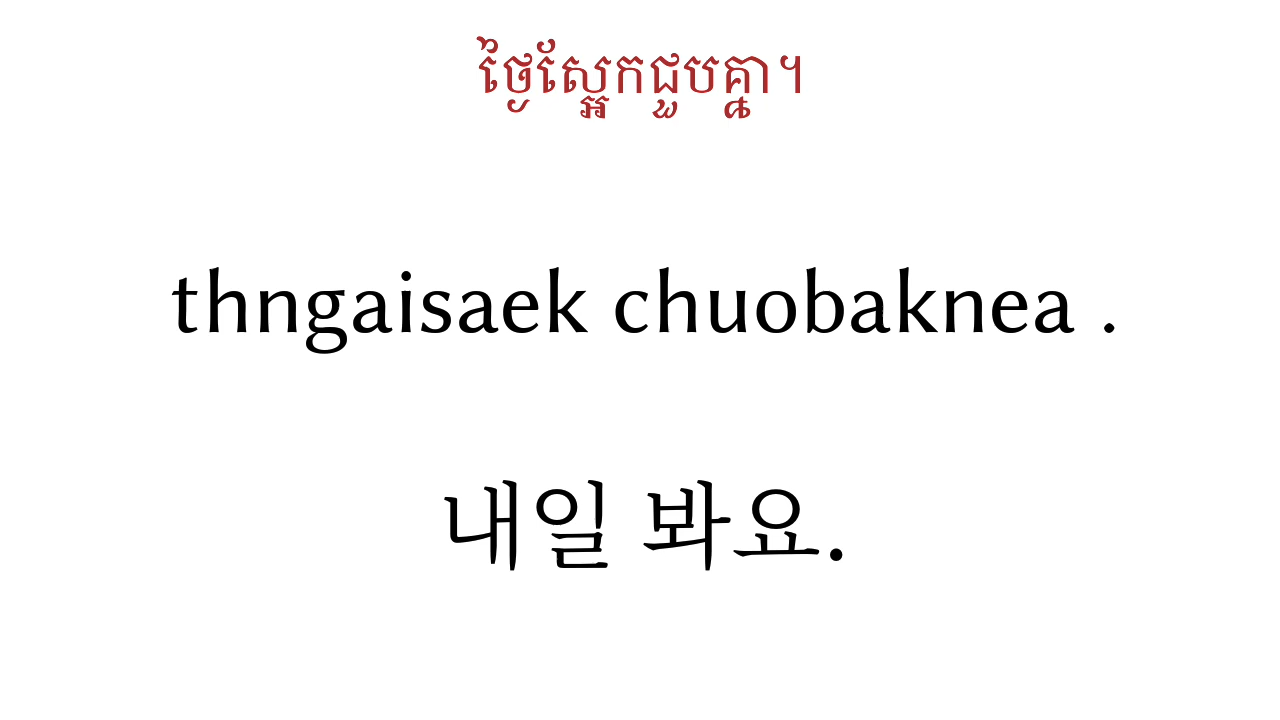 ថ្ងៃស្អែកជួបគ្នា។
thngaisaek chuobaknea .
내일 봐요.